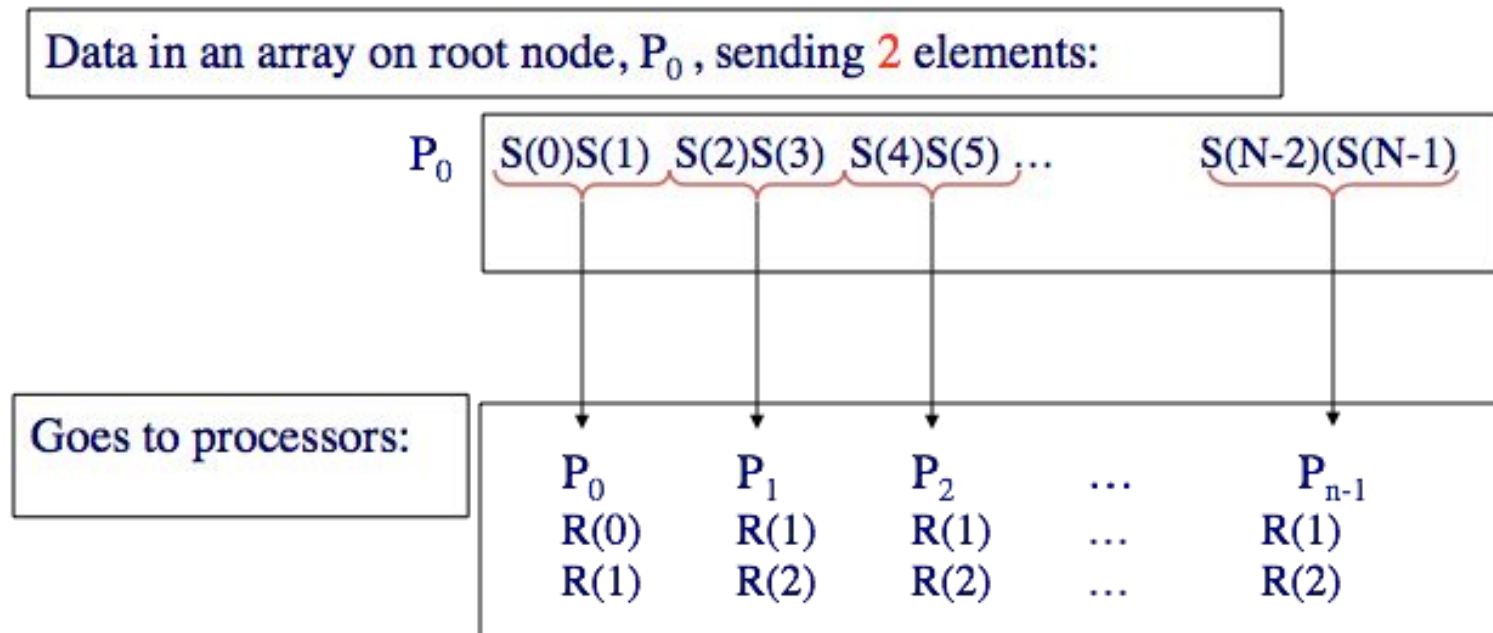 Data in an array on root node, P₀ , sending 2 elements:
P₀ S(0)S(1) S(2)S(3) S(4)S(5) ... S(N-2)(S(N-1)
Goes to processors:
P₀ P₁ P₂ ... Pₙ₋₁
R(0) R(1) R(1) ... R(1)
R(1) R(2) R(2) ... R(2)